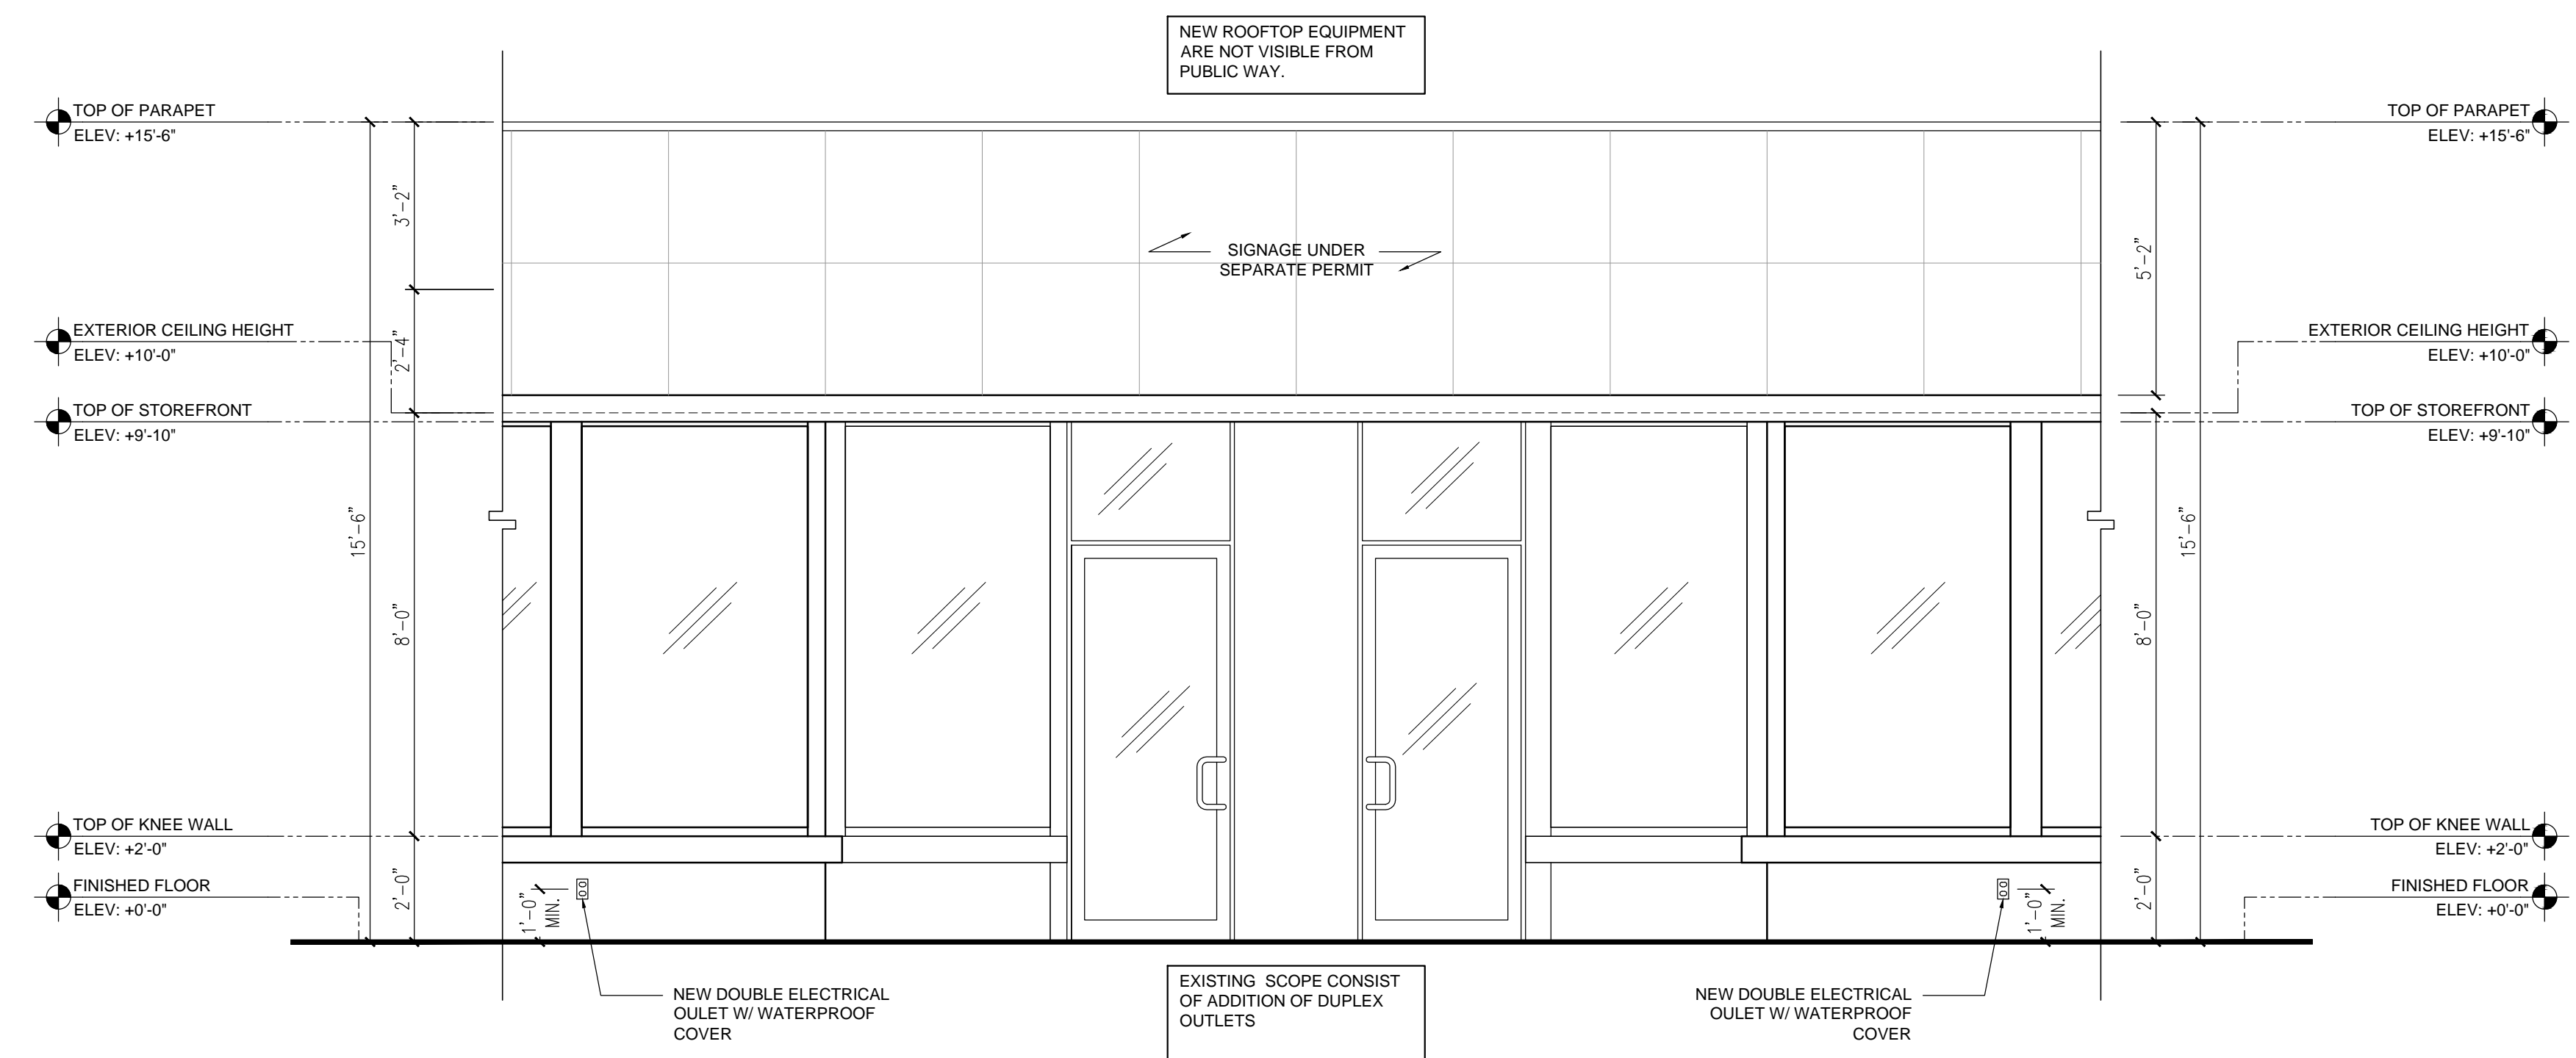 NEW ROOFTOP EQUIPMENT
ARE NOT VISIBLE FROM
PUBLIC WAY.
TOP OF PARAPET
ELEV: +15'-6"
EXTERIOR CEILING HEIGHT
ELEV: +10'-0"
TOP OF STOREFRONT
ELEV: +9'-10"
TOP OF KNEE WALL
ELEV: +2'-0"
FINISHED FLOOR
ELEV: +0'-0"
15'-6"
3'-2"
2'-4"
8'-0"
2'-0"
1'-0"
MIN.
SIGNAGE UNDER
SEPARATE PERMIT
NEW DOUBLE ELECTRICAL
OULET W/ WATERPROOF
COVER
EXISTING SCOPE CONSIST
OF ADDITION OF DUPLEX
OUTLETS
NEW DOUBLE ELECTRICAL
OULET W/ WATERPROOF
COVER
1'-0"
MIN.
5'-2"
8'-0"
2'-0"
15'-6"
TOP OF PARAPET
ELEV: +15'-6"
EXTERIOR CEILING HEIGHT
ELEV: +10'-0"
TOP OF STOREFRONT
ELEV: +9'-10"
TOP OF KNEE WALL
ELEV: +2'-0"
FINISHED FLOOR
ELEV: +0'-0"